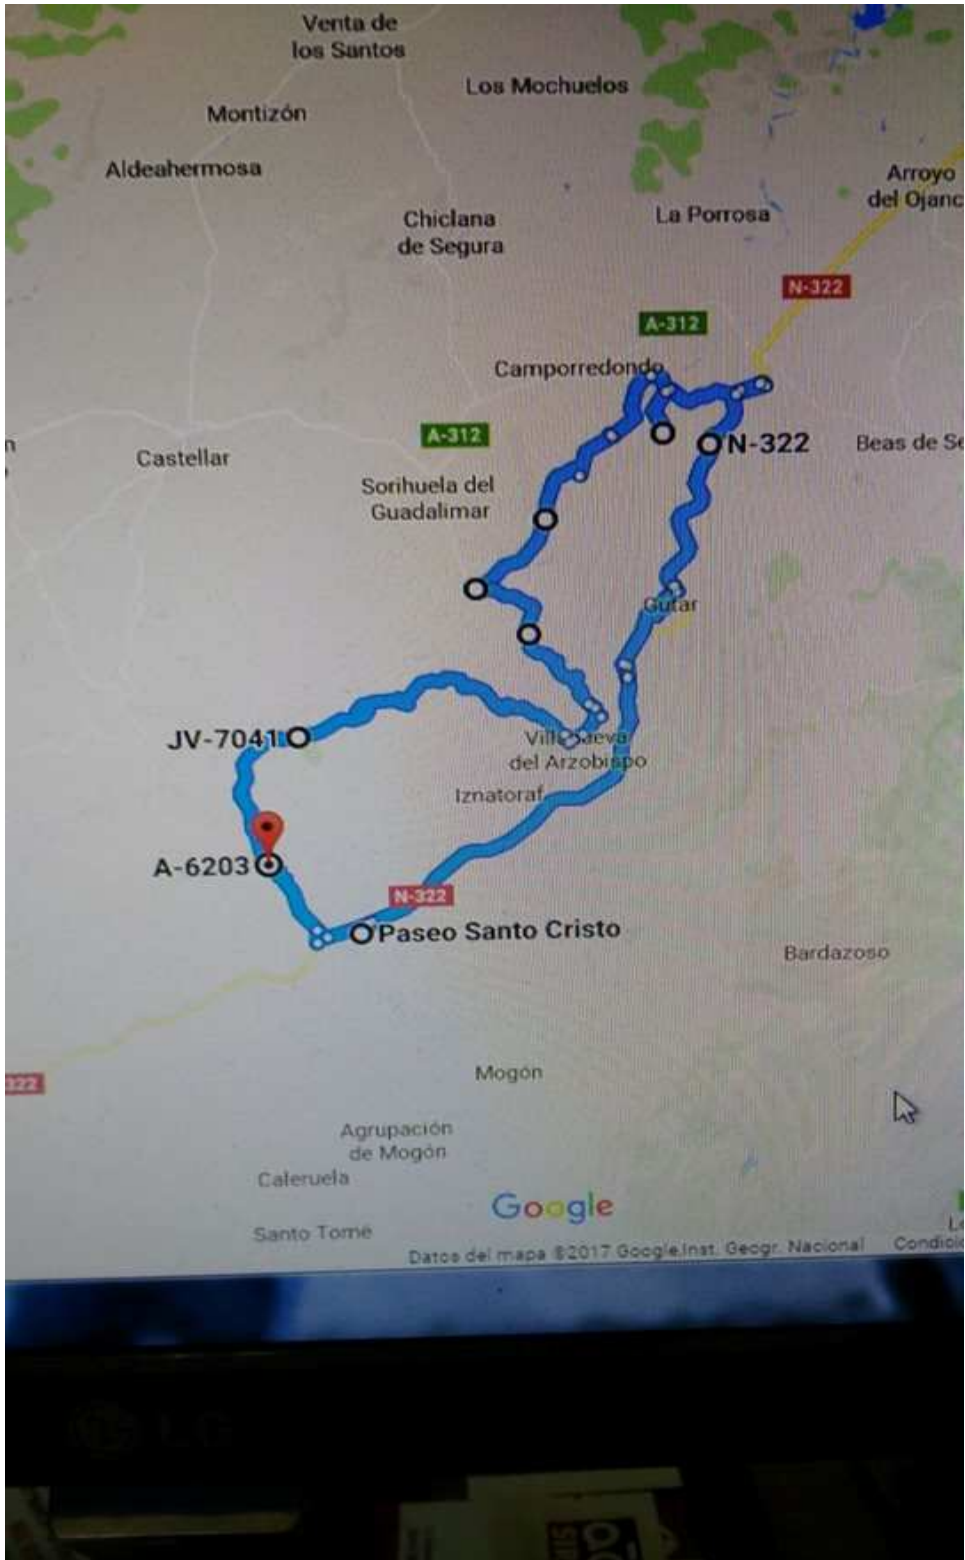 Venta de
los Santos
Los Mochuelos
Montizón
Aldeahermosa
Arroyo
del Ojanc
Chiclana
de Segura
La Porrosa
N-322
A-312
Camporredondo
A-312
N-322
Beas de Se
n
Castellar
Sorihuela del
Guadalimar
Gutar
JV-7041
Villanueva
del Arzobispo
Iznatoraf
A-6203
N-322
Paseo Santo Cristo
Bardazoso
322
Mogón
Agrupación
de Mogón
Caleruela
Santo Tomé
Google
Datos del mapa ©2017 Google,Inst. Geogr. Nacional
Condicio
LG